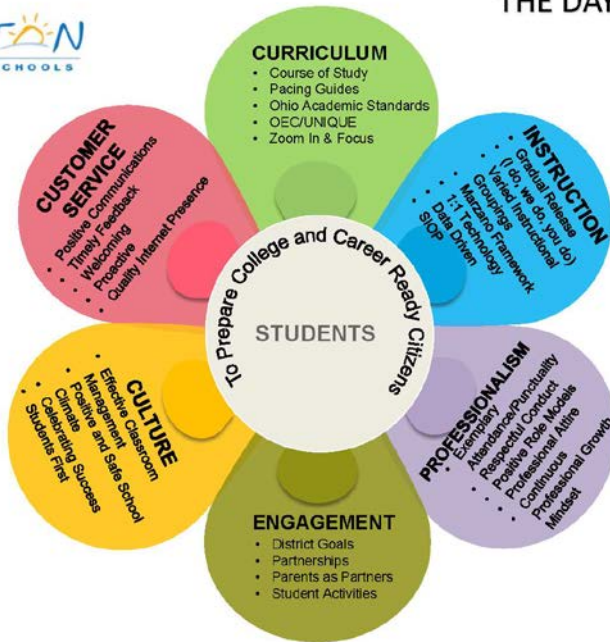 THE DAY
SCHOOLS
CURRICULUM
• Course of Study
• Pacing Guides
• Ohio Academic Standards
• OEC/UNIQUE
• Zoom In & Focus
INSTRUCTION
• Gradual Release
(I do, we do, you do)
• Varied Instructional
Groupings
• Marzano Framework
• 1:1 Technology
• Data Driven
• SIOP
PROFESSIONALISM
• Exemplary
Attendance/Punctuality
• Respectful Conduct
• Positive Role Models
• Professional Attire
• Continuous
Professional Growth
Mindset
ENGAGEMENT
• District Goals
• Partnerships
• Parents as Partners
• Student Activities
CULTURE
• Effective Classroom
Management
• Positive and Safe School
Climate
• Celebrating Success
• Students First
CUSTOMER
SERVICE
• Positive Communications
• Timely Feedback
• Welcoming
• Proactive
• Quality Internet Presence
To Prepare College and Career Ready Citizens
STUDENTS